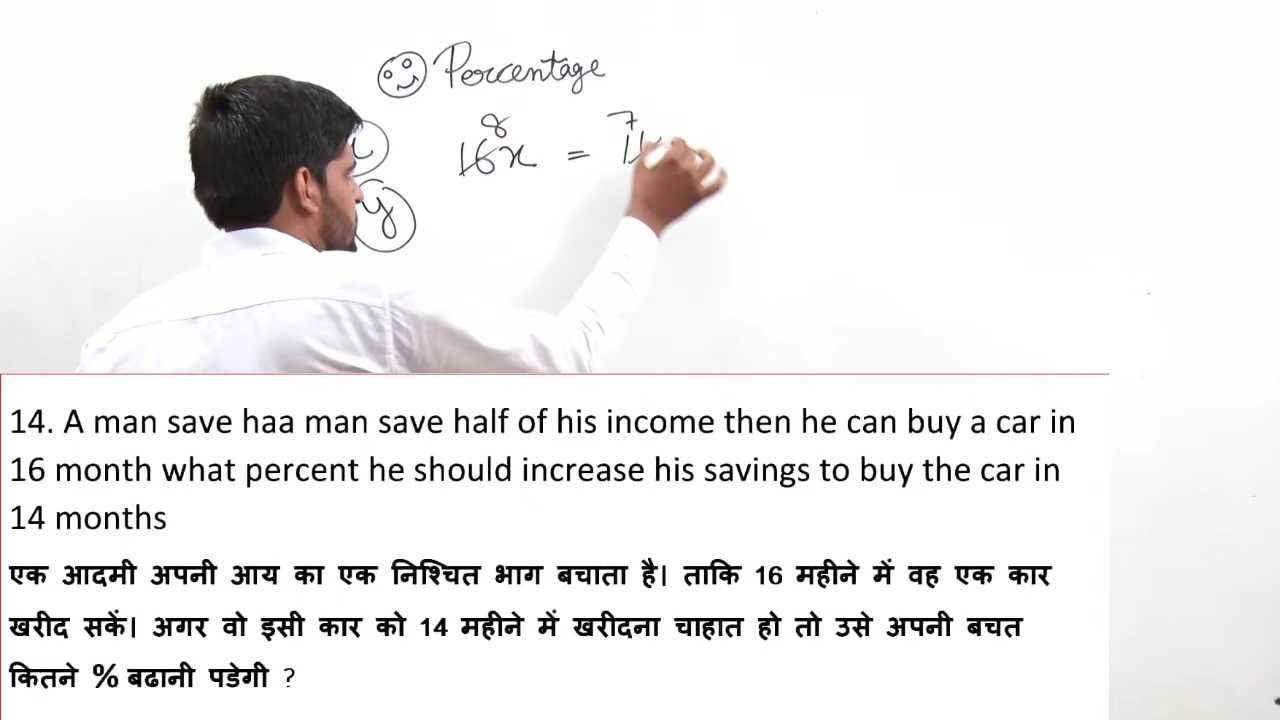 Percentage
8 7
16x =
y
14. A man save haa man save half of his income then he can buy a car in
16 month what percent he should increase his savings to buy the car in
14 months
एक आदमी अपनी आय का एक निश्चित भाग बचाता है। ताकि 16 महीने में वह एक कार
खरीद सकें। अगर वो इसी कार को 14 महीने में खरीदना चाहात हो तो उसे अपनी बचत
कितने % बढानी पडेगी ?